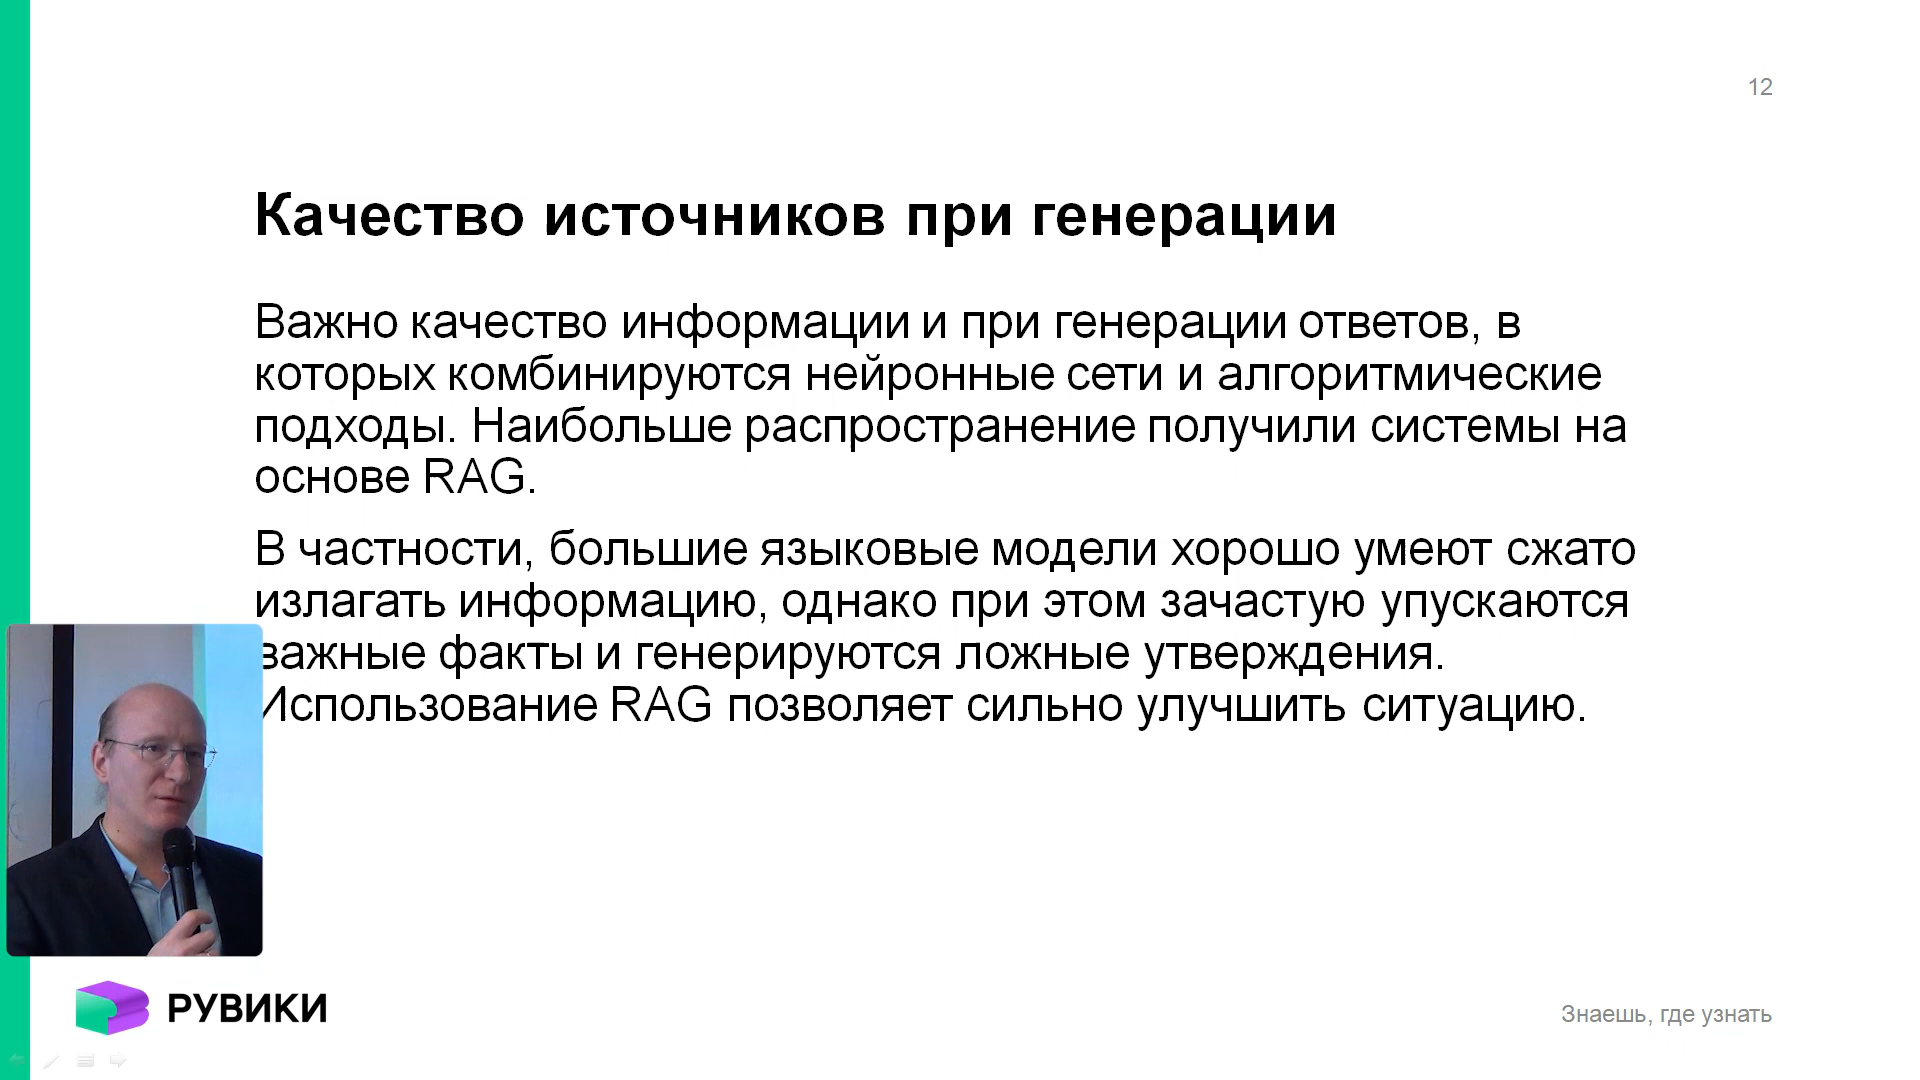 12
Качество источников при генерации
Важно качество информации и при генерации ответов, в
которых комбинируются нейронные сети и алгоритмические
подходы. Наибольше распространение получили системы на
основе RAG.
В частности, большие языковые модели хорошо умеют сжато
излагать информацию, однако при этом зачастую упускаются
важные факты и генерируются ложные утверждения.
Использование RAG позволяет сильно улучшить ситуацию.
РУВИКИ
Знаешь, где узнать